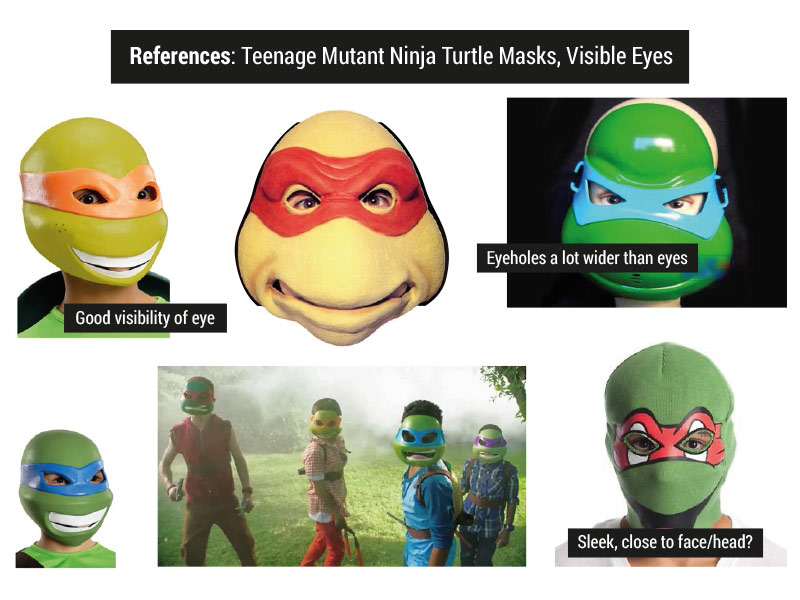 References: Teenage Mutant Ninja Turtle Masks, Visible Eyes
Eyeholes a lot wider than eyes
Good visibility of eye
Sleek, close to face/head?